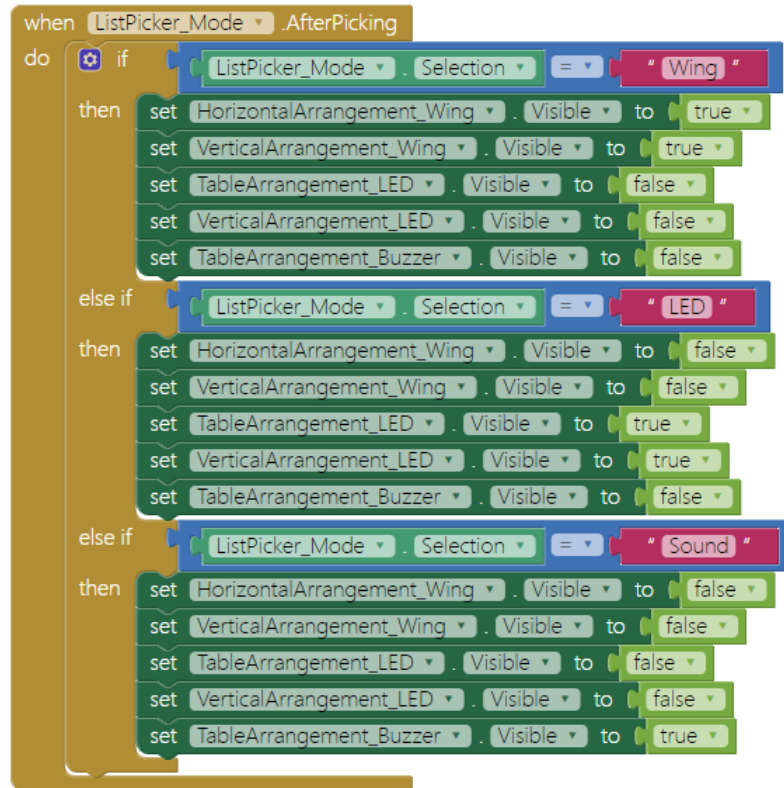 when ListPicker_Mode .AfterPicking
do if ListPicker_Mode . Selection = " Wing "
then set HorizontalArrangement_Wing . Visible to true
set VerticalArrangement_Wing . Visible to true
set TableArrangement_LED . Visible to false
set VerticalArrangement_LED . Visible to false
set TableArrangement_Buzzer . Visible to false
else if ListPicker_Mode . Selection = " LED "
then set HorizontalArrangement_Wing . Visible to false
set VerticalArrangement_Wing . Visible to false
set TableArrangement_LED . Visible to true
set VerticalArrangement_LED . Visible to true
set TableArrangement_Buzzer . Visible to false
else if ListPicker_Mode . Selection = " Sound "
then set HorizontalArrangement_Wing . Visible to false
set VerticalArrangement_Wing . Visible to false
set TableArrangement_LED . Visible to false
set VerticalArrangement_LED . Visible to false
set TableArrangement_Buzzer . Visible to true